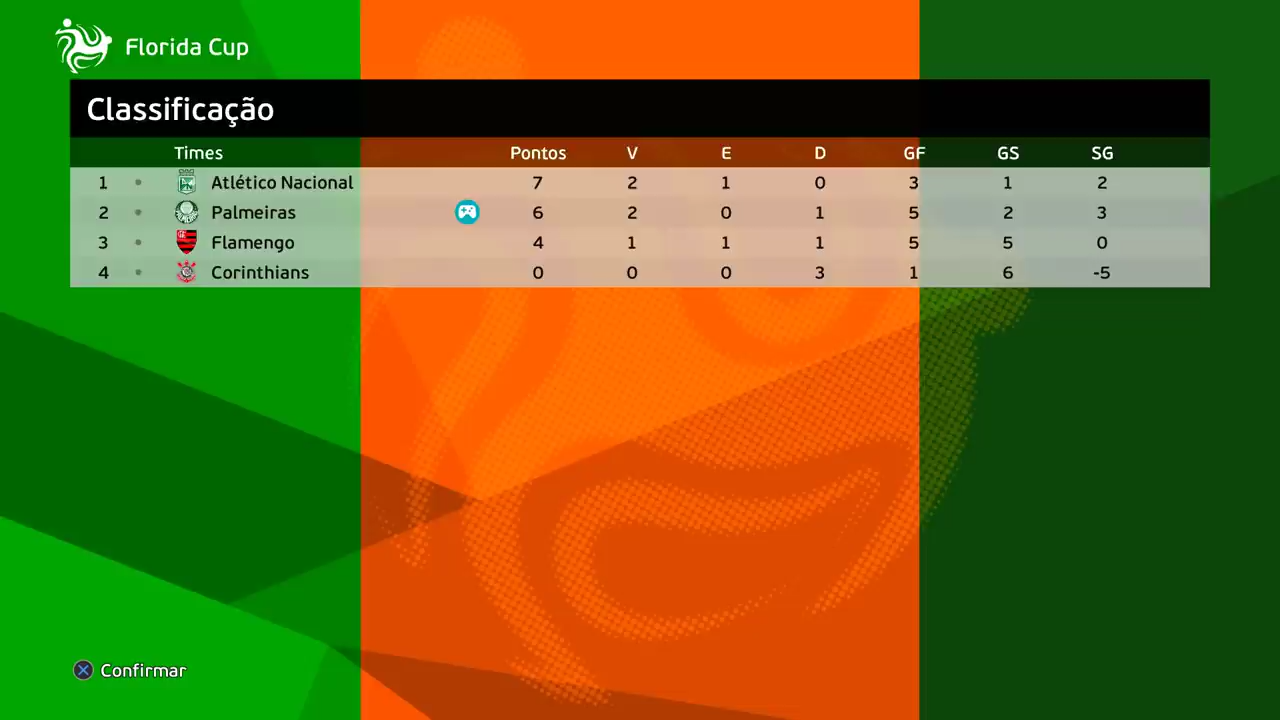 Florida Cup
Classificação
Times Pontos V E D GF GS SG
1 • Atlético Nacional 7 2 1 0 3 1 2
2 • Palmeiras 6 2 0 1 5 2 3
3 • Flamengo 4 1 1 1 5 5 0
4 • Corinthians 0 0 0 3 1 6 -5
Confirmar